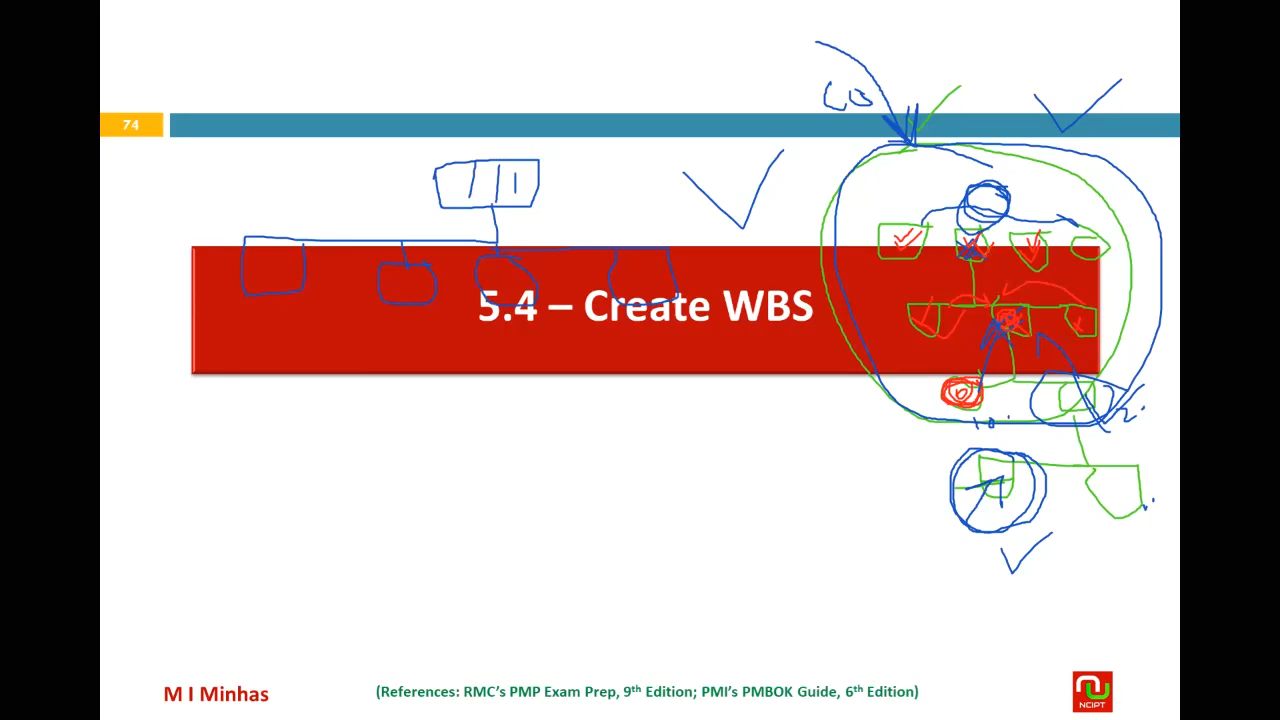 74
5.4 – Create WBS
M I Minhas
(References: RMC's PMP Exam Prep, 9th Edition; PMI's PMBOK Guide, 6th Edition)
NCIPT